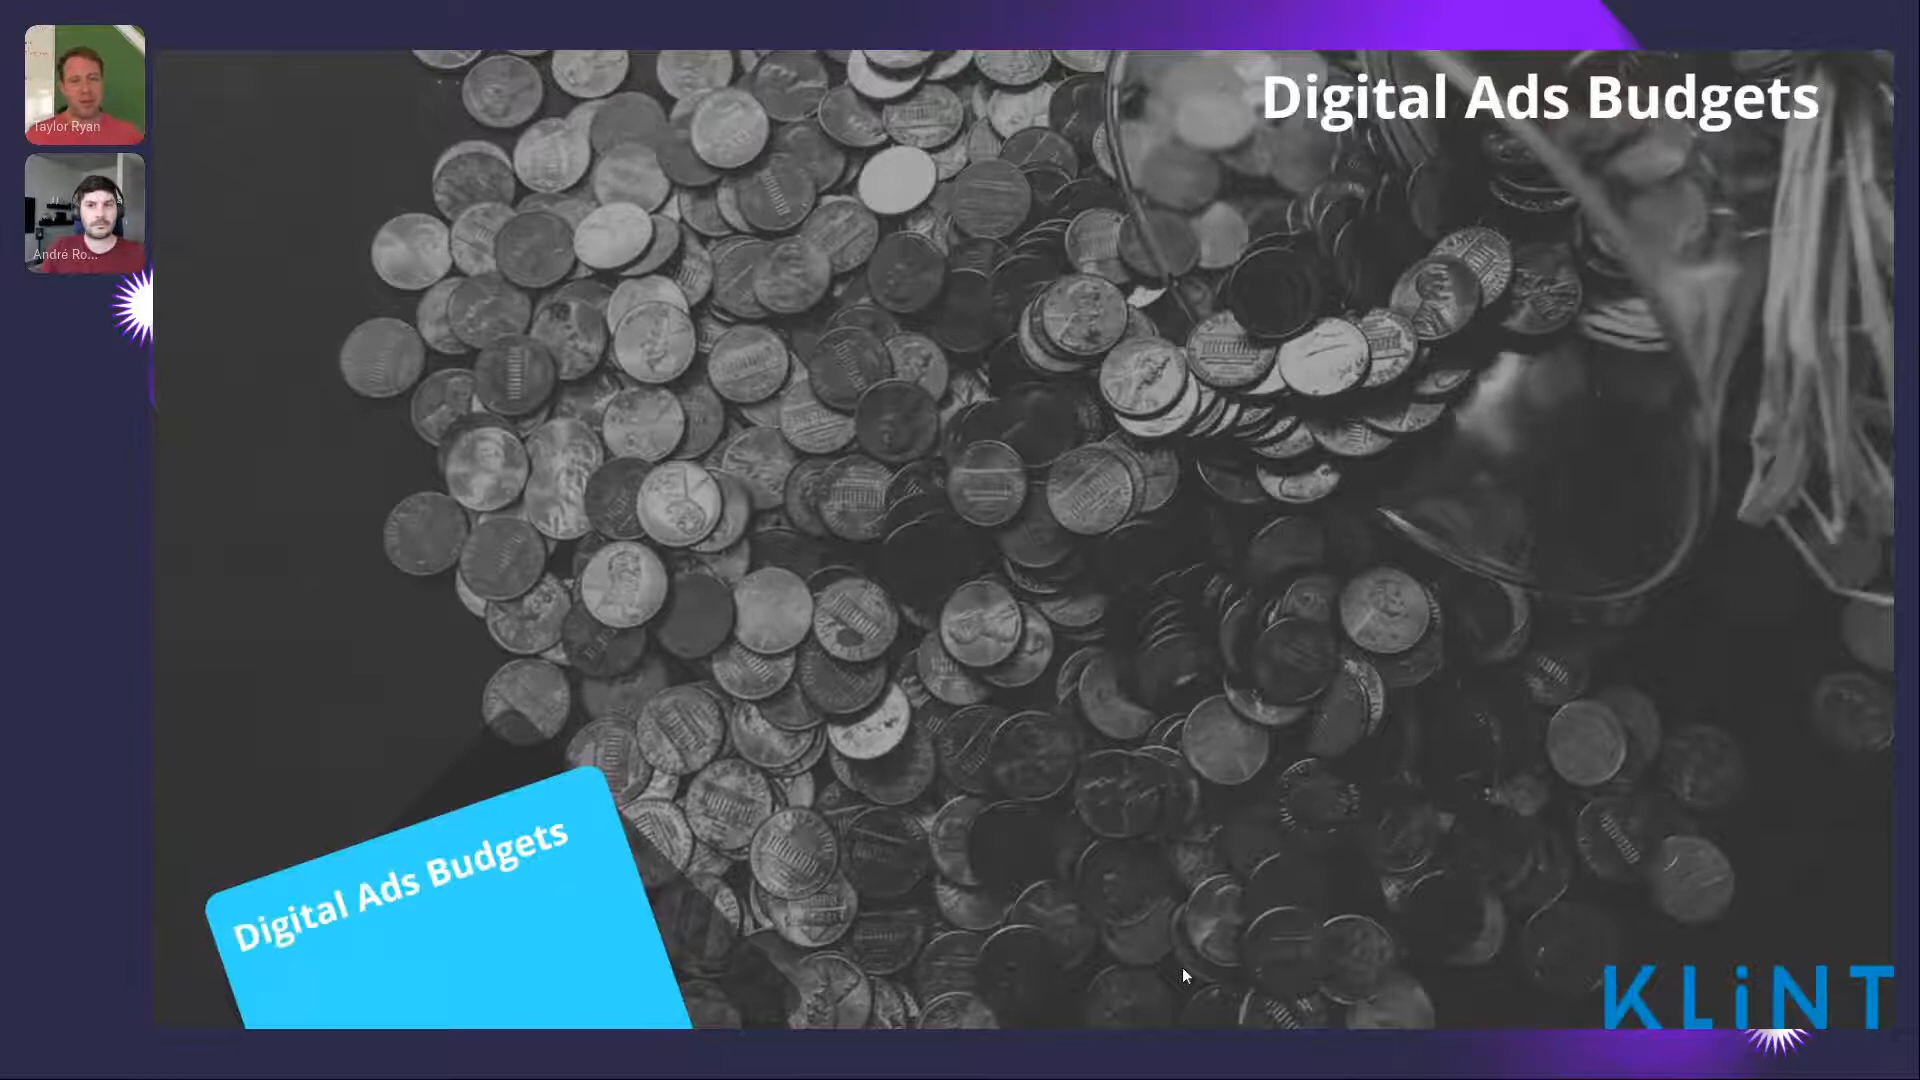 Taylor Ryan
André Ro...
Digital Ads Budgets
Digital Ads Budgets
KLiNT